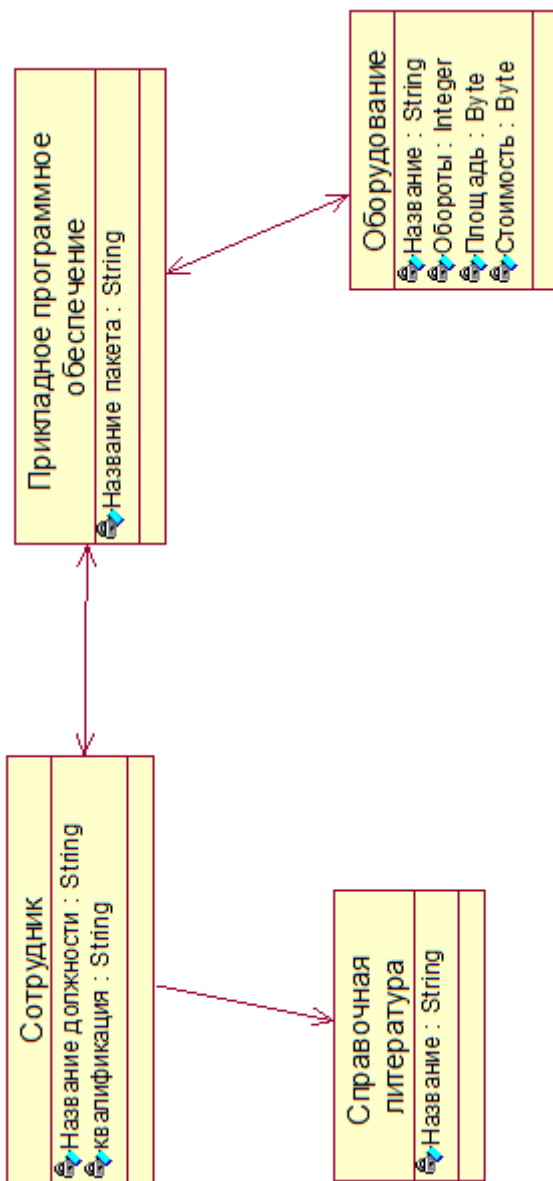 Сотрудник
Название должности : String
квалификация : String
Справочная
литература
Название : String
Прикладное программное
обеспечение
Название пакета : String
Оборудование
Название : String
Обороты : Integer
Площадь : Byte
Стоимость : Byte